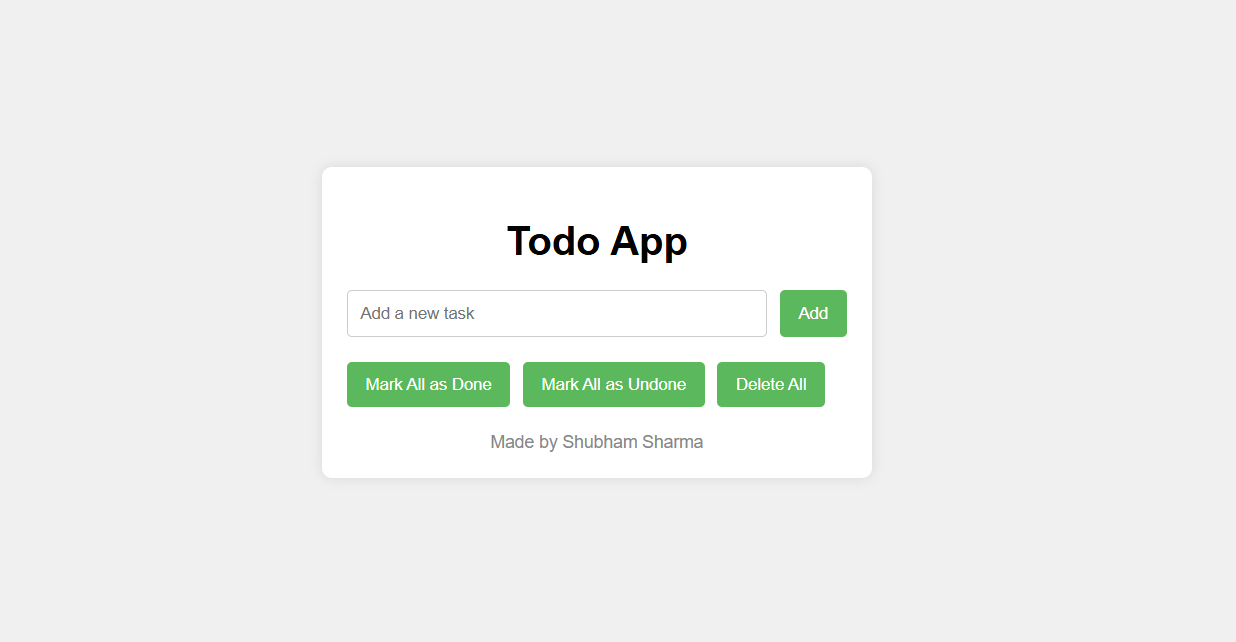 Todo App
Add a new task Add
Mark All as Done Mark All as Undone Delete All
Made by Shubham Sharma